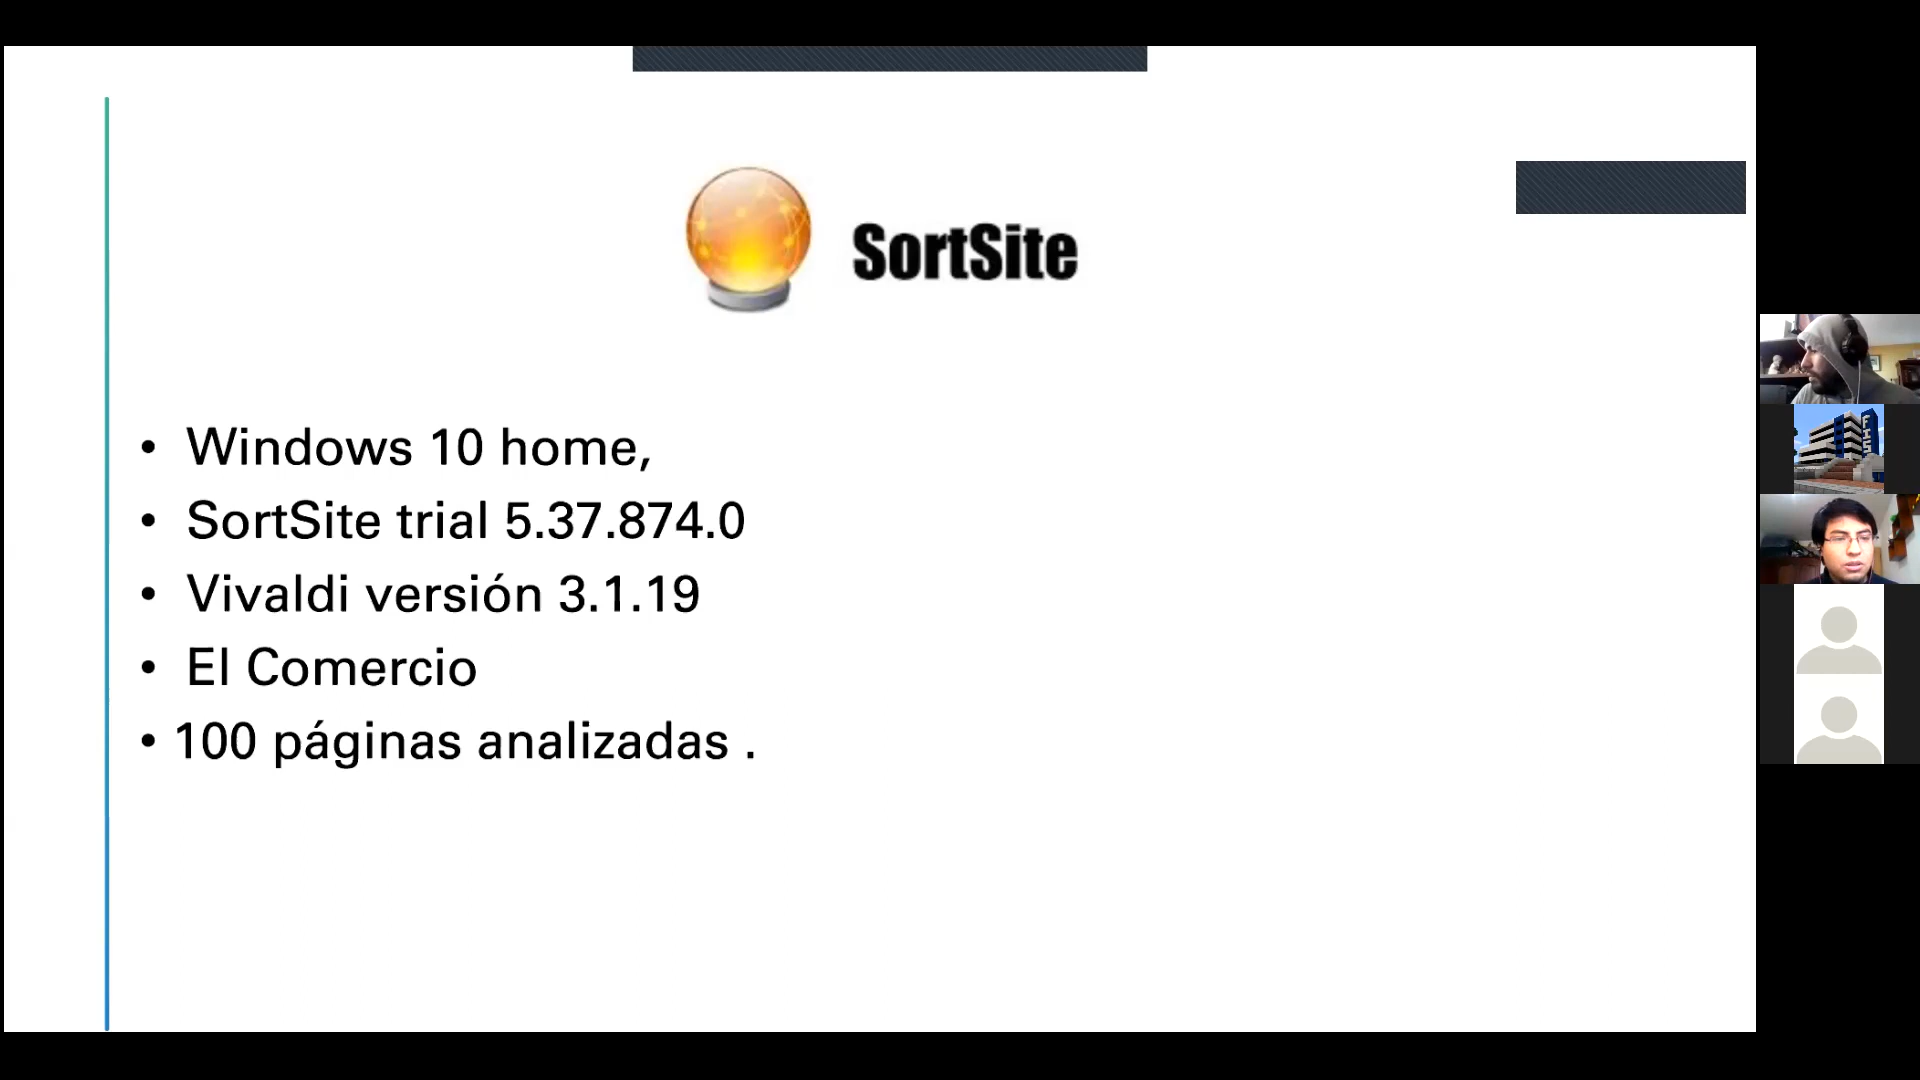 SortSite
• Windows 10 home,
• SortSite trial 5.37.874.0
• Vivaldi versión 3.1.19
• El Comercio
• 100 páginas analizadas .